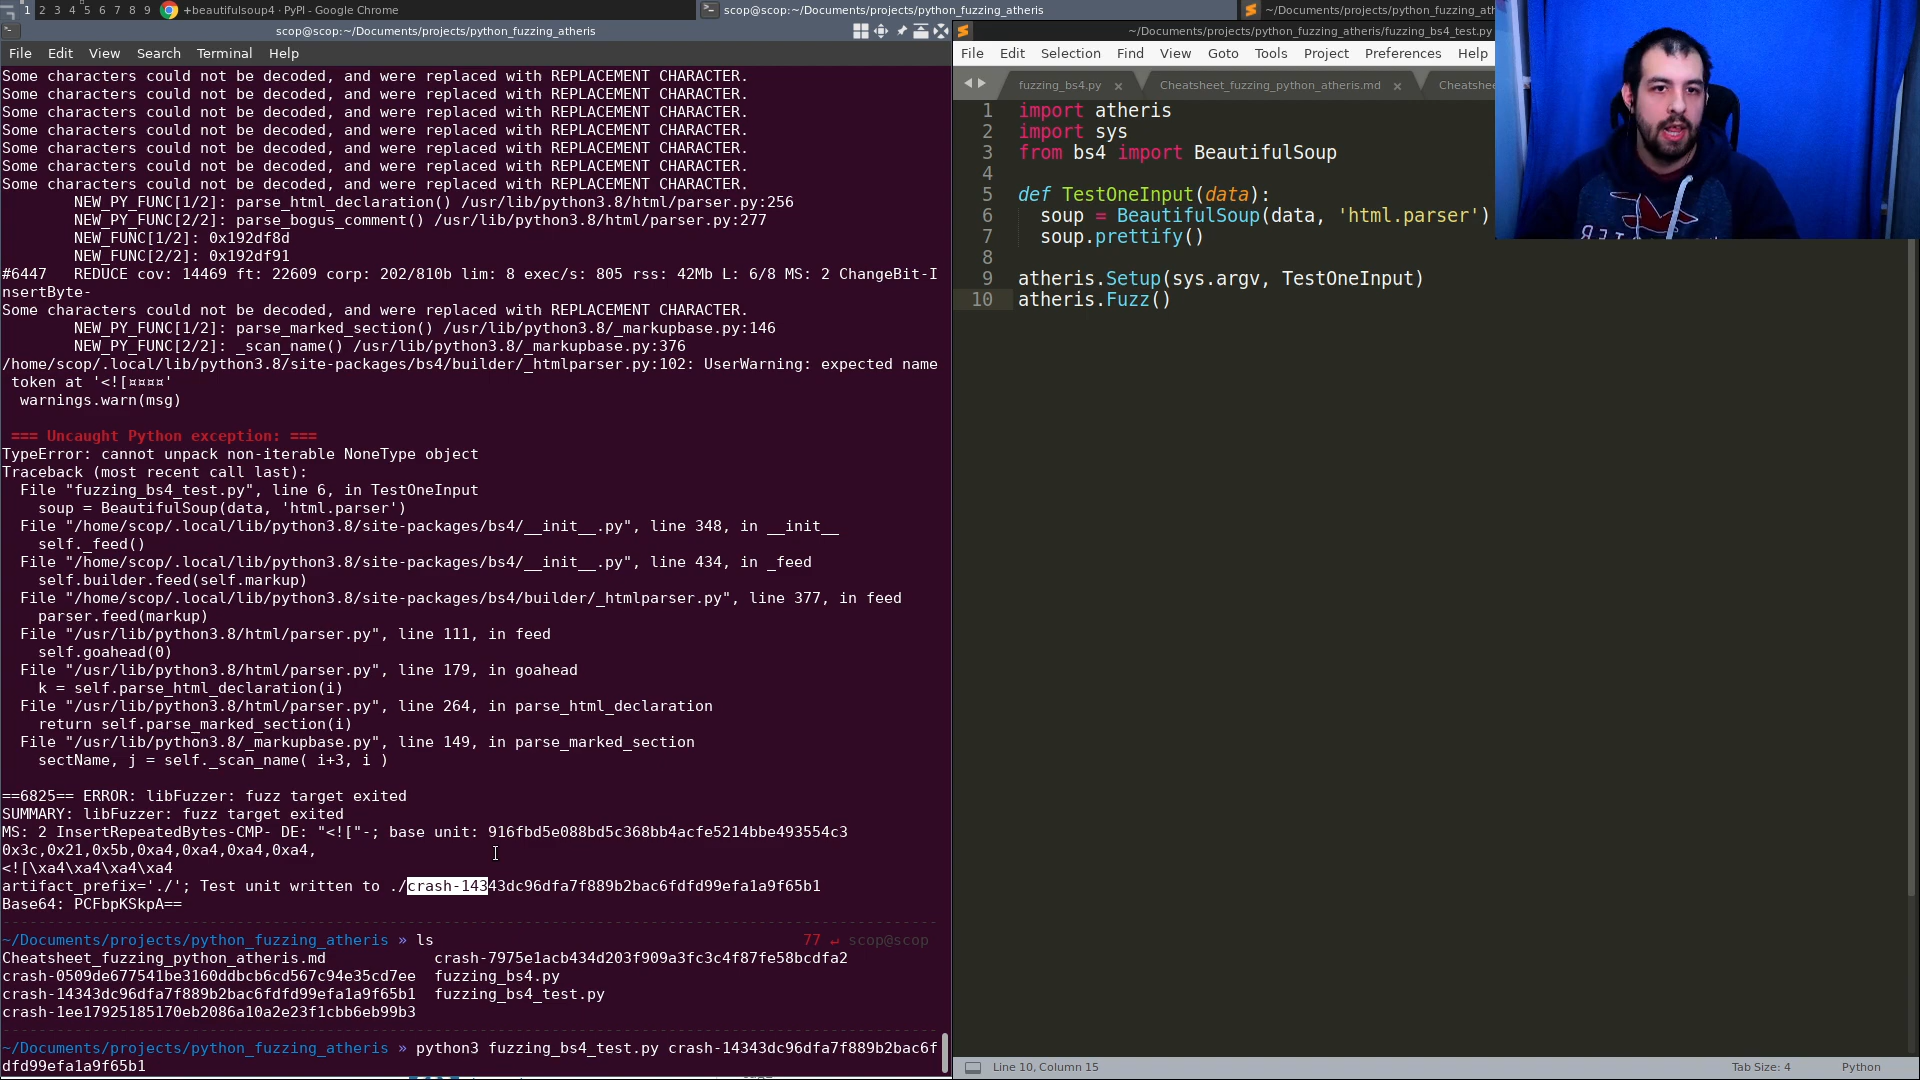 1 2 3 4 5 6 7 8 9 +beautifulsoup4 · PyPI - Google Chrome
scop@scop:~/Documents/projects/python_fuzzing_atheris
~/Documents/projects/python_fuzzing_ath
scop@scop:~/Documents/projects/python_fuzzing_atheris
File Edit View Search Terminal Help
Some characters could not be decoded, and were replaced with REPLACEMENT CHARACTER.
Some characters could not be decoded, and were replaced with REPLACEMENT CHARACTER.
Some characters could not be decoded, and were replaced with REPLACEMENT CHARACTER.
Some characters could not be decoded, and were replaced with REPLACEMENT CHARACTER.
Some characters could not be decoded, and were replaced with REPLACEMENT CHARACTER.
Some characters could not be decoded, and were replaced with REPLACEMENT CHARACTER.
Some characters could not be decoded, and were replaced with REPLACEMENT CHARACTER.
NEW_PY_FUNC[1/2]: parse_html_declaration() /usr/lib/python3.8/html/parser.py:256
NEW_PY_FUNC[2/2]: parse_bogus_comment() /usr/lib/python3.8/html/parser.py:277
NEW_FUNC[1/2]: 0x192df8d
NEW_FUNC[2/2]: 0x192df91
#6447 REDUCE cov: 14469 ft: 22609 corp: 202/810b lim: 8 exec/s: 805 rss: 42Mb L: 6/8 MS: 2 ChangeBit-I
nsertByte-
Some characters could not be decoded, and were replaced with REPLACEMENT CHARACTER.
NEW_PY_FUNC[1/2]: parse_marked_section() /usr/lib/python3.8/_markupbase.py:146
NEW_PY_FUNC[2/2]: _scan_name() /usr/lib/python3.8/_markupbase.py:376
/home/scop/.local/lib/python3.8/site-packages/bs4/builder/_htmlparser.py:102: UserWarning: expected name
token at '<![¤¤¤¤'
warnings.warn(msg)
=== Uncaught Python exception: ===
TypeError: cannot unpack non-iterable NoneType object
Traceback (most recent call last):
File "fuzzing_bs4_test.py", line 6, in TestOneInput
soup = BeautifulSoup(data, 'html.parser')
File "/home/scop/.local/lib/python3.8/site-packages/bs4/__init__.py", line 348, in __init__
self._feed()
File "/home/scop/.local/lib/python3.8/site-packages/bs4/__init__.py", line 434, in _feed
self.builder.feed(self.markup)
File "/home/scop/.local/lib/python3.8/site-packages/bs4/builder/_htmlparser.py", line 377, in feed
parser.feed(markup)
File "/usr/lib/python3.8/html/parser.py", line 111, in feed
self.goahead(0)
File "/usr/lib/python3.8/html/parser.py", line 179, in goahead
k = self.parse_html_declaration(i)
File "/usr/lib/python3.8/html/parser.py", line 264, in parse_html_declaration
return self.parse_marked_section(i)
File "/usr/lib/python3.8/_markupbase.py", line 149, in parse_marked_section
sectName, j = self._scan_name( i+3, i )
==6825== ERROR: libFuzzer: fuzz target exited
SUMMARY: libFuzzer: fuzz target exited
MS: 2 InsertRepeatedBytes-CMP- DE: "<!["-; base unit: 916fbd5e088bd5c368bb4acfe5214bbe493554c3
0x3c,0x21,0x5b,0xa4,0xa4,0xa4,0xa4,
<![\xa4\xa4\xa4\xa4
artifact_prefix='./'; Test unit written to ./crash-14343dc96dfa7f889b2bac6fdfd99efa1a9f65b1
Base64: PCFbpKSkpA==
~/Documents/projects/python_fuzzing_atheris » ls 77 ↵ scop@scop
Cheatsheet_fuzzing_python_atheris.md crash-7975e1acb434d203f909a3fc3c4f87fe58bcdfa2
crash-0509de677541be3160ddbcb6cd567c94e35cd7ee fuzzing_bs4.py
crash-14343dc96dfa7f889b2bac6fdfd99efa1a9f65b1 fuzzing_bs4_test.py
crash-1ee17925185170eb2086a10a2e23f1cbb6eb99b3
~/Documents/projects/python_fuzzing_atheris » python3 fuzzing_bs4_test.py crash-14343dc96dfa7f889b2bac6f
dfd99efa1a9f65b1
~/Documents/projects/python_fuzzing_atheris/fuzzing_bs4_test.py
File Edit Selection Find View Goto Tools Project Preferences Help
fuzzing_bs4.py × Cheatsheet_fuzzing_python_atheris.md × Cheatshee
1 import atheris
2 import sys
3 from bs4 import BeautifulSoup
4
5 def TestOneInput(data):
6 soup = BeautifulSoup(data, 'html.parser')
7 soup.prettify()
8
9 atheris.Setup(sys.argv, TestOneInput)
10 atheris.Fuzz()
Line 10, Column 15 Tab Size: 4 Python